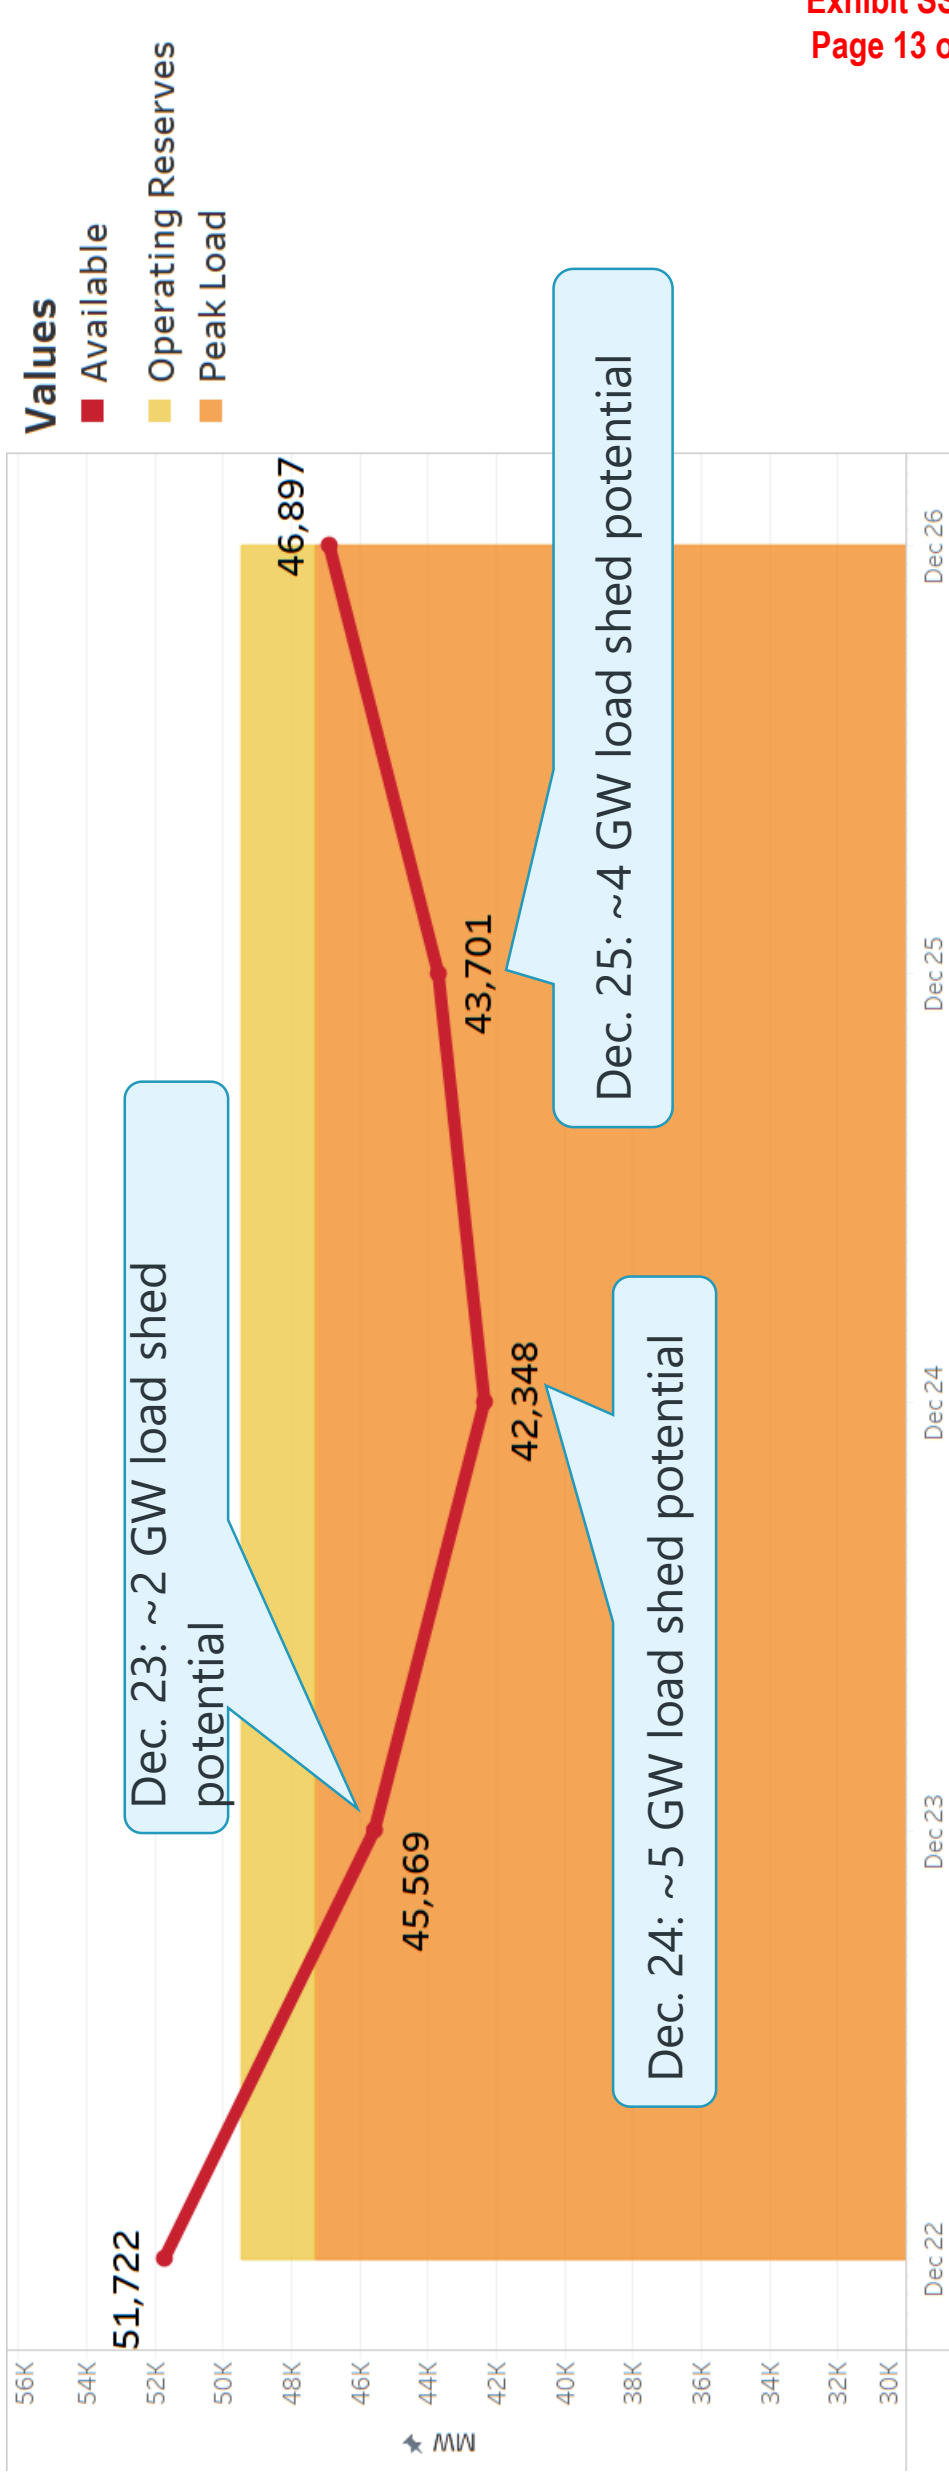 Exhibit SS
Page 13 o
Values
Available
Operating Reserves
Peak Load
56K
54K
52K
50K
48K
46K
44K
42K
40K
38K
36K
34K
32K
30K
MW
51,722
45,569
42,348
43,701
46,897
Dec. 23: ~2 GW load shed
potential
Dec. 24: ~5 GW load shed potential
Dec. 25: ~4 GW load shed potential
Dec 22
Dec 23
Dec 24
Dec 25
Dec 26